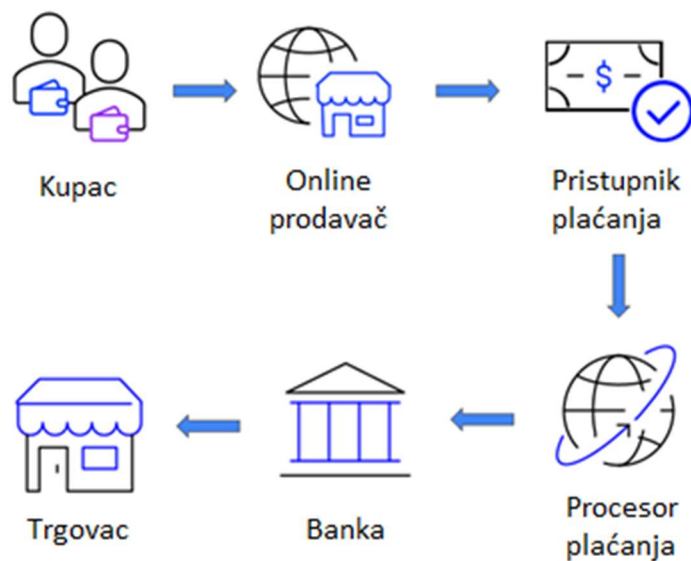 $
Kupac
Online
prodavač
Pristupnik
plaćanja
Trgovac
Banka
Procesor
plaćanja